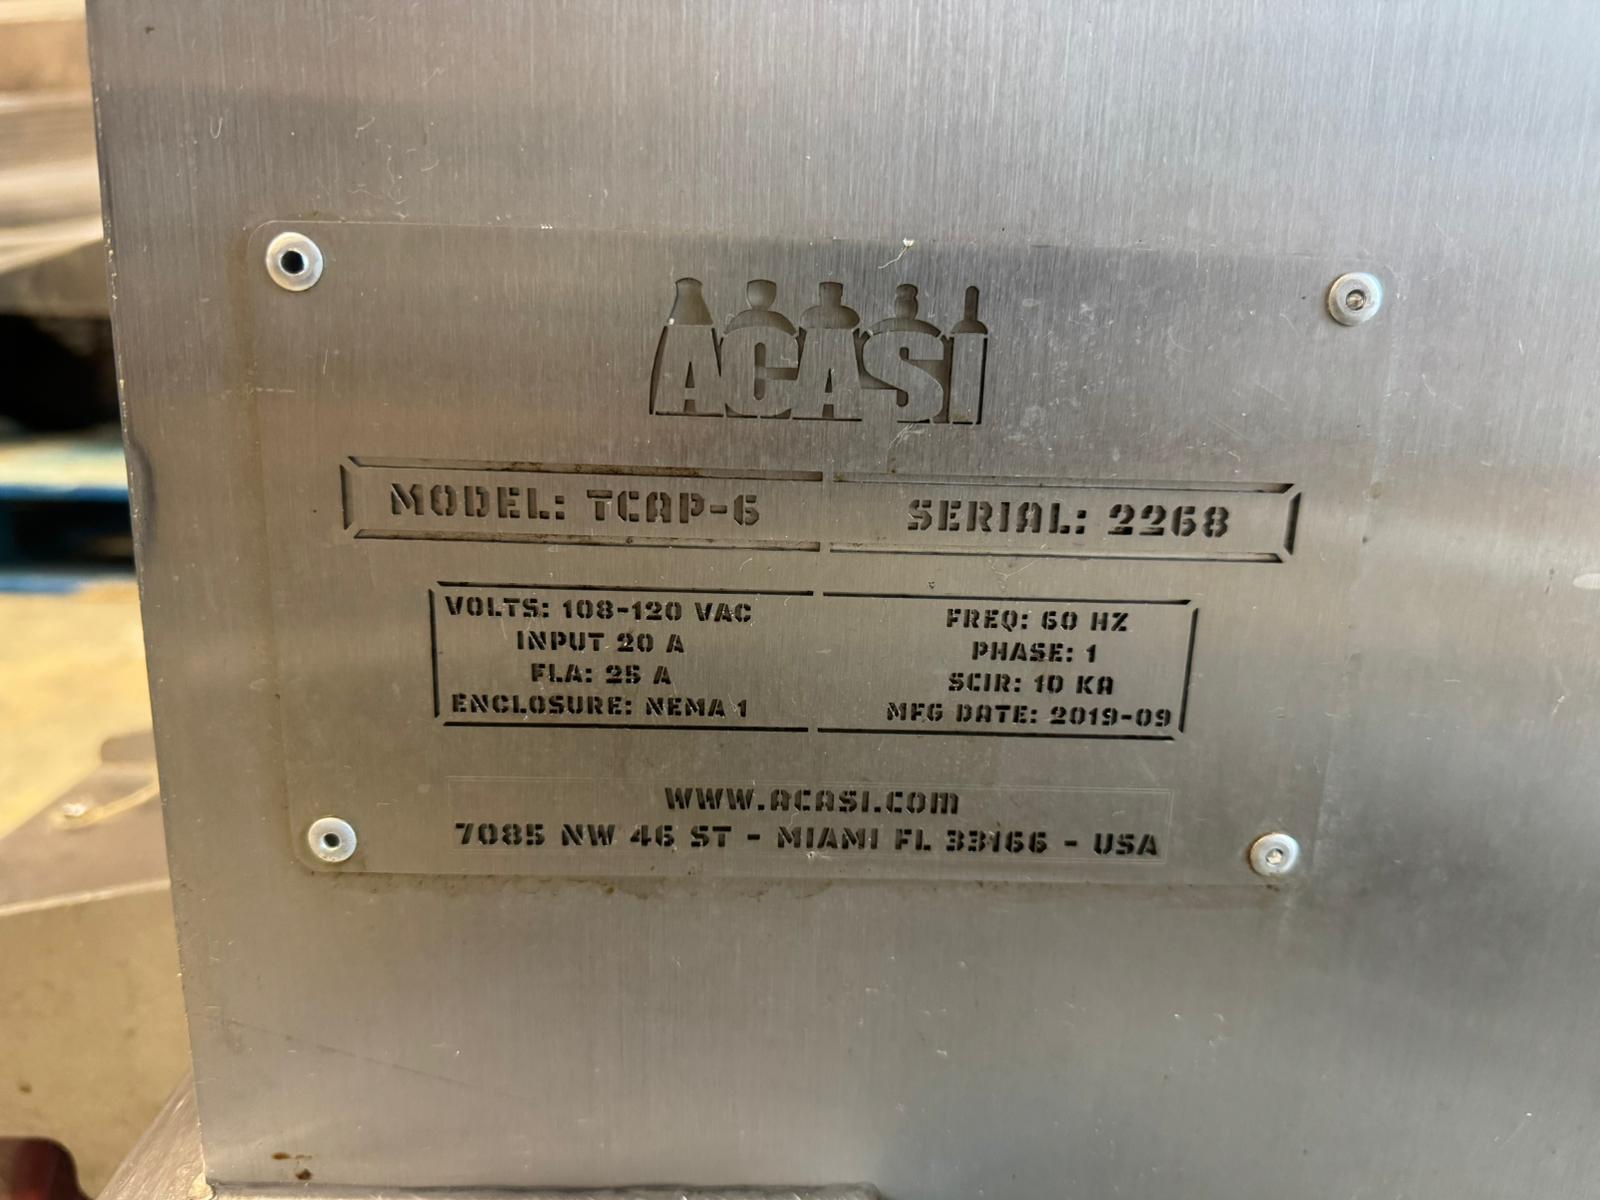 ACASI
MODEL: TCAP-6 SERIAL: 2268
VOLTS: 108-120 VAC FREQ: 60 HZ
INPUT 20 A PHASE: 1
FLA: 25 A SCIR: 10 KA
ENCLOSURE: NEMA 1 MFG DATE: 2019-09
WWW.ACASI.COM
7085 NW 46 ST - MIAMI FL 33166 - USA